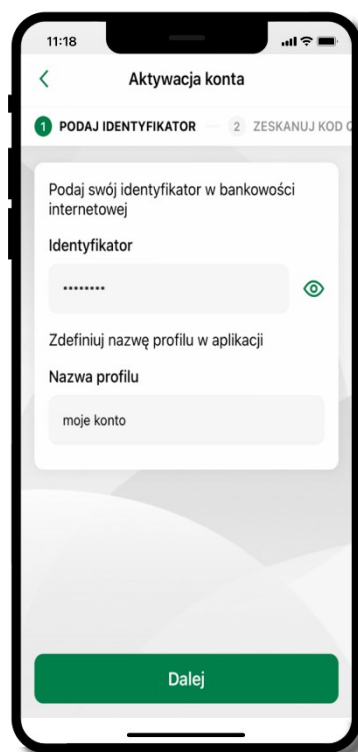 11:18
Aktywacja konta
1 PODAJ IDENTYFIKATOR 2 ZESKANUJ KOD
Podaj swój identyfikator w bankowości
internetowej
Identyfikator
••••••••
Zdefiniuj nazwę profilu w aplikacji
Nazwa profilu
moje konto
Dalej